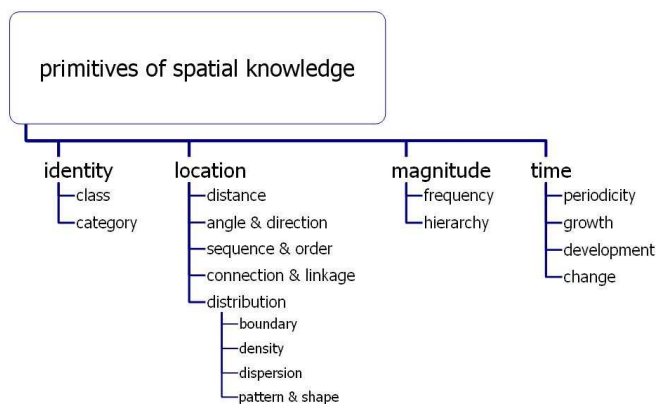 primitives of spatial knowledge
identity
class
category
location
distance
angle & direction
sequence & order
connection & linkage
distribution
boundary
density
dispersion
pattern & shape
magnitude
frequency
hierarchy
time
periodicity
growth
development
change